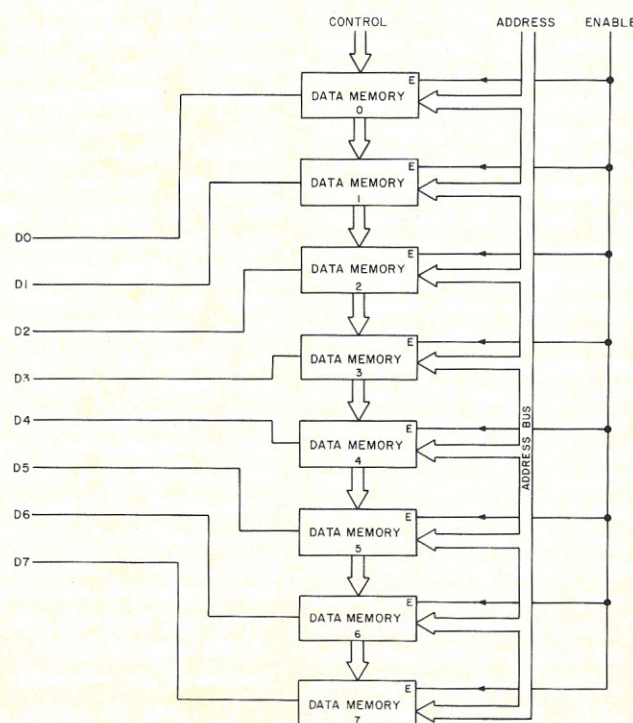 CONTROL
ADDRESS
ENABLE
E
DATA MEMORY
0
E
DATA MEMORY
1
D0
E
DATA MEMORY
2
D1
D2
E
DATA MEMORY
3
D3
D4
E
DATA MEMORY
4
ADDRESS BUS
D5
E
DATA MEMORY
5
D6
E
DATA MEMORY
6
D7
E
DATA MEMORY
7